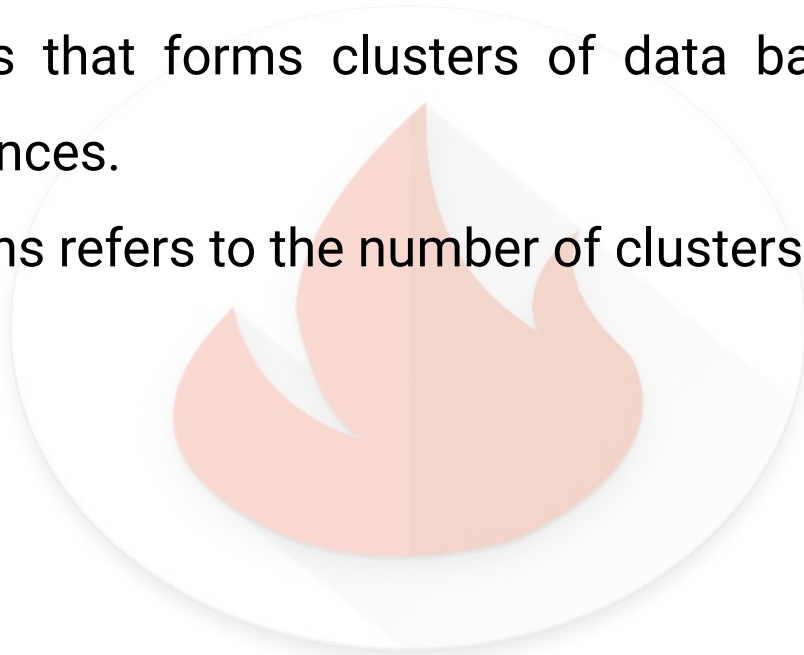 s that forms clusters of data ba
nces.
ns refers to the number of clusters